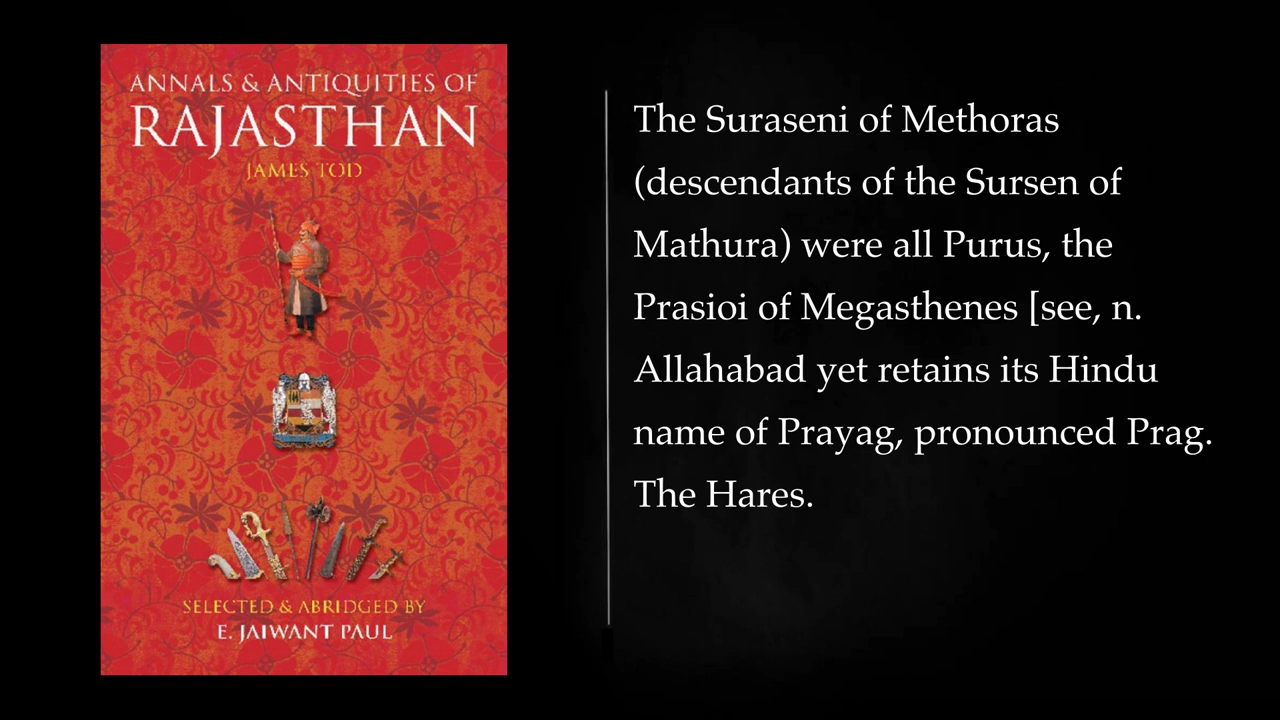 ANNALS & ANTIQUITIES OF
RAJASTHAN
JAMES TOD
SELECTED & ABRIDGED BY
E. JAIWANT PAUL
The Suraseni of Methoras
(descendants of the Sursen of
Mathura) were all Purus, the
Prasioi of Megasthenes [see, n.
Allahabad yet retains its Hindu
name of Prayag, pronounced Prag.
The Hares.